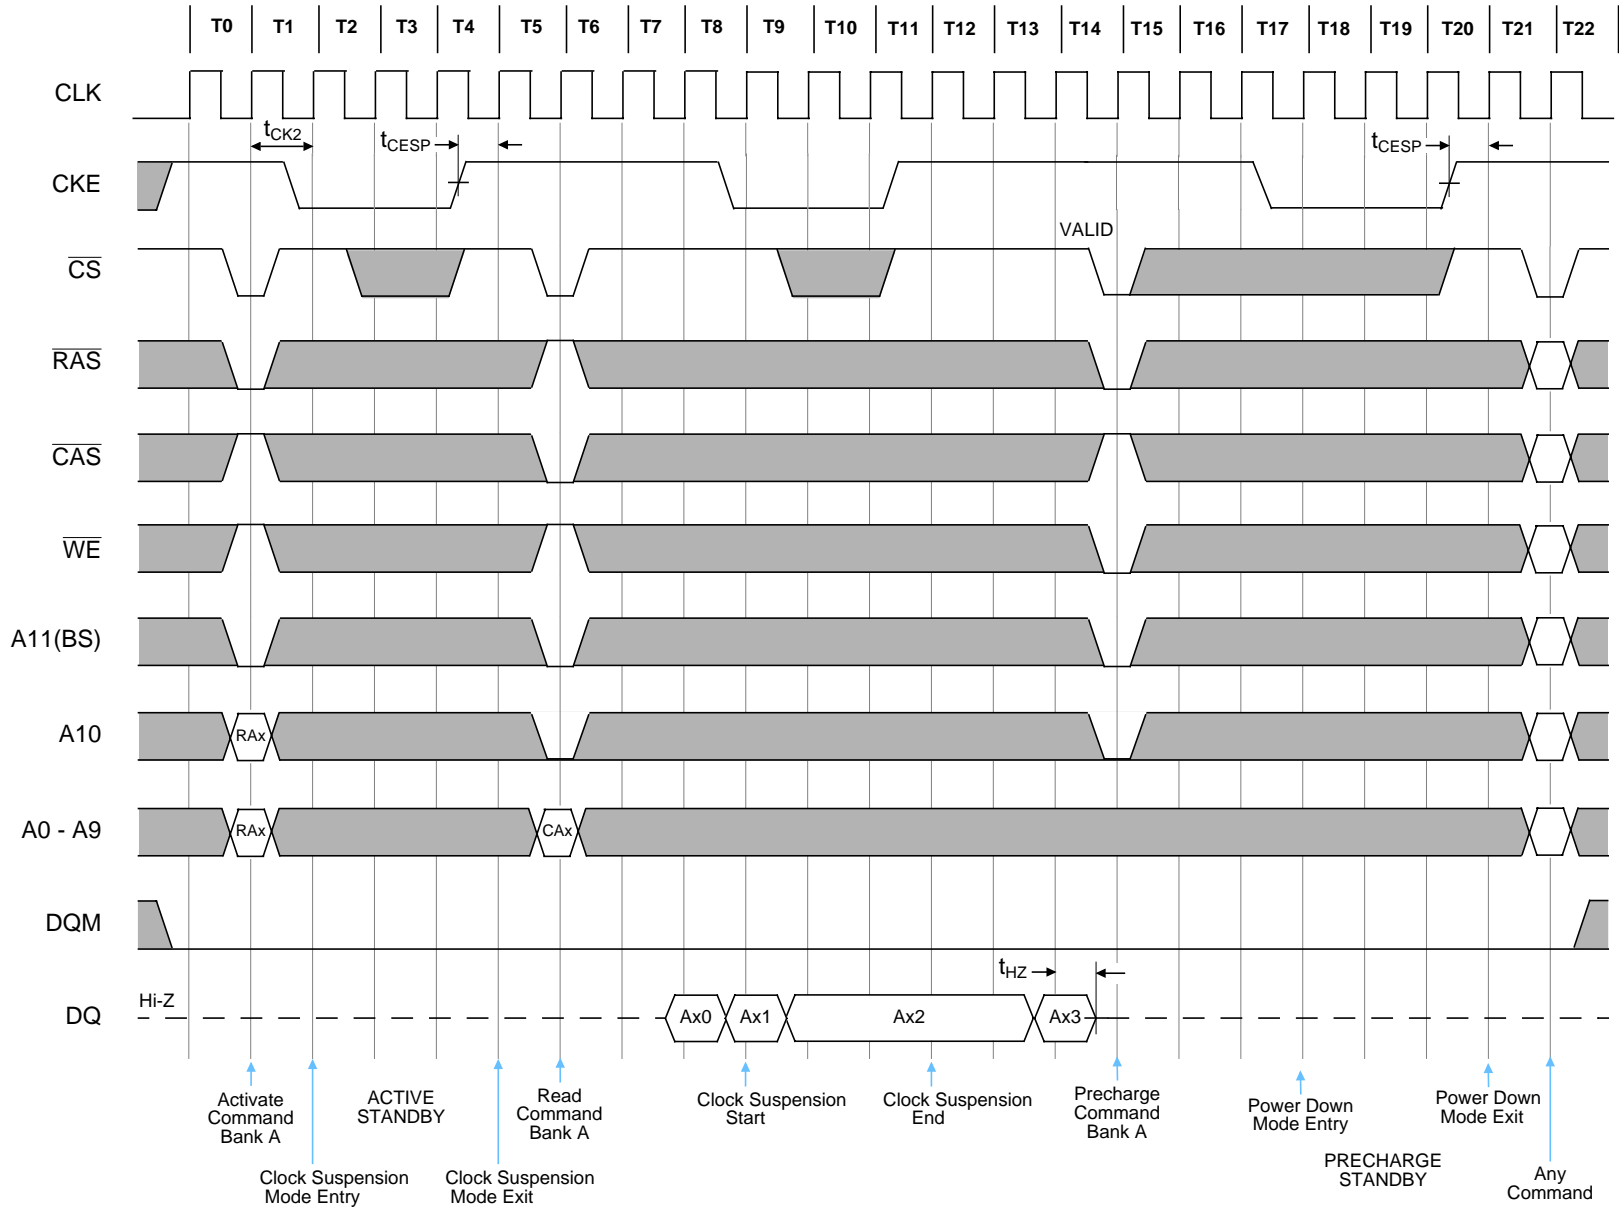 T0 T1 T2 T3 T4 T5 T6 T7 T8 T9 T10 T11 T12 T13 T14 T15 T16 T17 T18 T19 T20 T21 T22
CLK
tCK2
tCESP
tCESP
CKE
VALID
CS
RAS
CAS
WE
A11(BS)
A10
RAx
A0 - A9
RAx
CAx
DQM
tHZ
Hi-Z
DQ
Ax0
Ax1
Ax2
Ax3
Activate
Command
Bank A
ACTIVE
STANDBY
Read
Command
Bank A
Clock Suspension
Start
Clock Suspension
End
Precharge
Command
Bank A
Power Down
Mode Entry
Power Down
Mode Exit
Clock Suspension
Mode Entry
Clock Suspension
Mode Exit
PRECHARGE
STANDBY
Any
Command